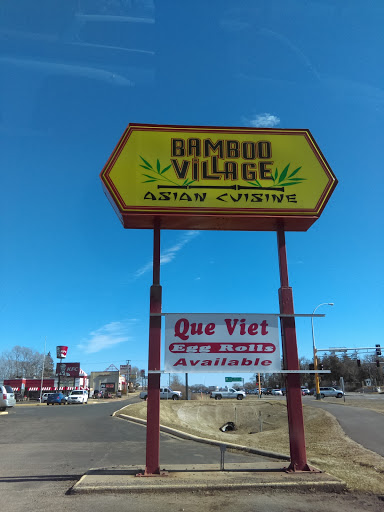 BAMBOO
VILLAGE
ASIAN CUISINE
Que Viet
Egg Rolls
Available